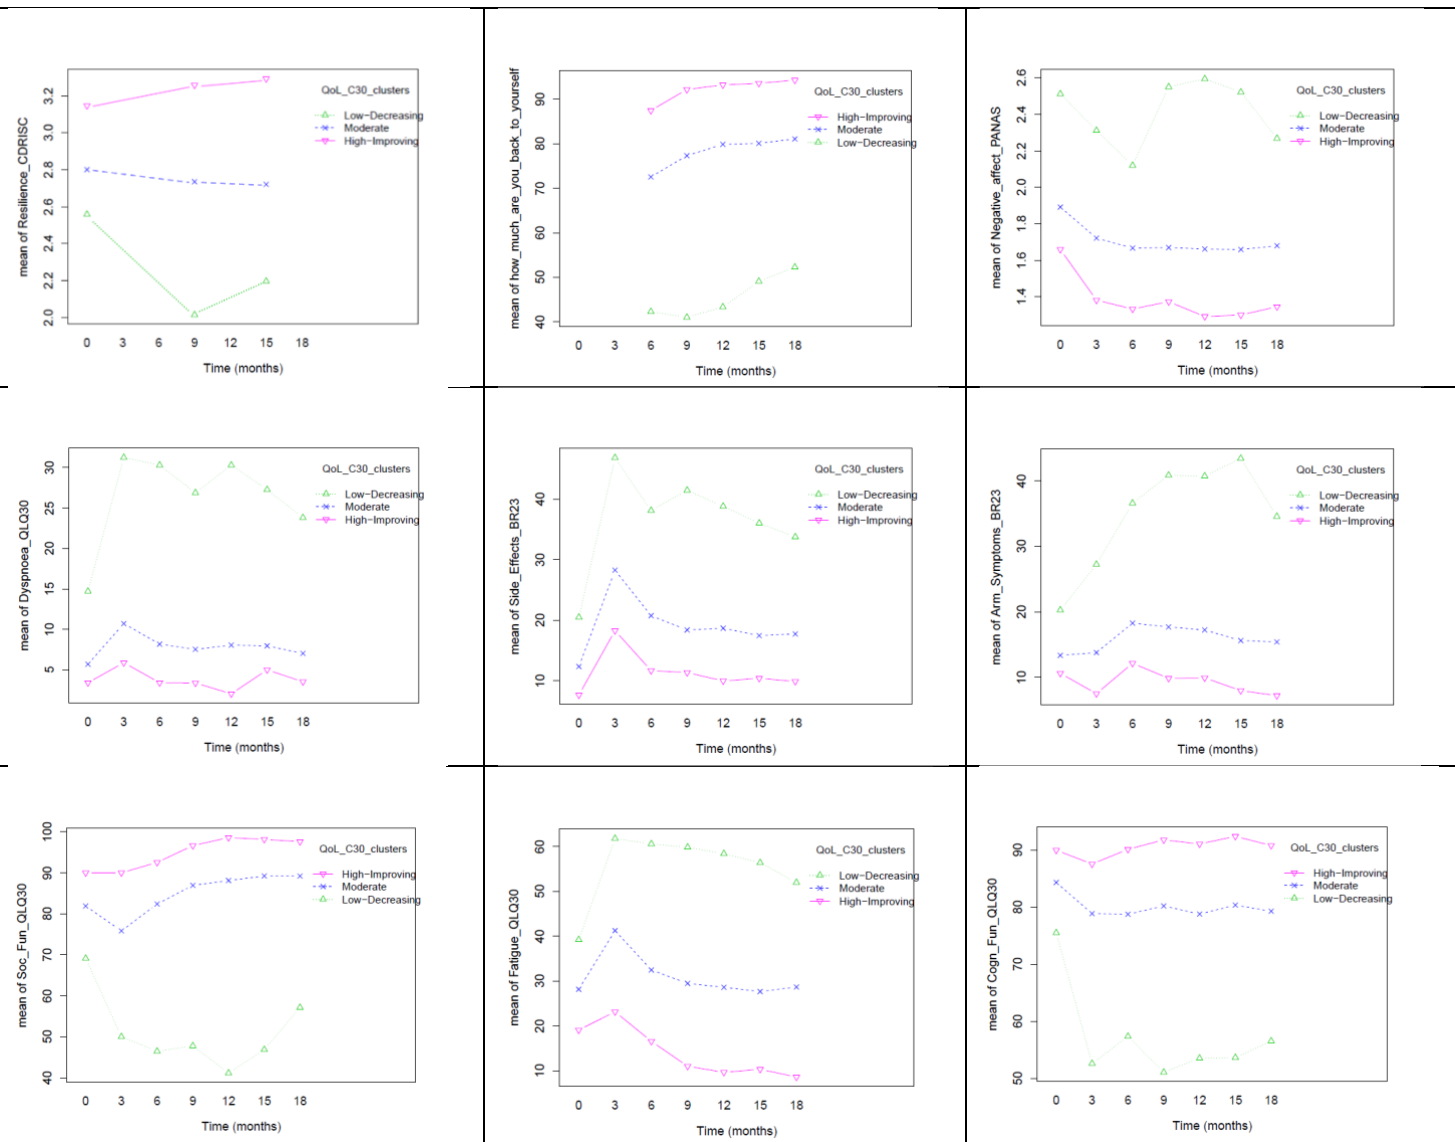 mean of Resilience_CDRISC
3.2
3.0
2.8
2.6
2.4
2.2
2.0
QoL_C30_clusters
Low−Decreasing
Moderate
High−Improving
0 3 6 9 12 15 18
Time (months)
mean of how_much_are_you_back_to_yourself
90
80
70
60
50
40
QoL_C30_clusters
High−Improving
Moderate
Low−Decreasing
0 3 6 9 12 15 18
Time (months)
mean of Negative_affect_PANAS
2.6
2.4
2.2
2.0
1.8
1.6
1.4
QoL_C30_clusters
Low−Decreasing
Moderate
High−Improving
0 3 6 9 12 15 18
Time (months)
mean of Dyspnoea_QLQ30
30
25
20
15
10
5
QoL_C30_clusters
Low−Decreasing
Moderate
High−Improving
0 3 6 9 12 15 18
Time (months)
mean of Side_Effects_BR23
40
30
20
10
QoL_C30_clusters
Low−Decreasing
Moderate
High−Improving
0 3 6 9 12 15 18
Time (months)
mean of Arm_Symptoms_BR23
40
30
20
10
QoL_C30_clusters
Low−Decreasing
Moderate
High−Improving
0 3 6 9 12 15 18
Time (months)
mean of Soc_Fun_QLQ30
100
90
80
70
60
50
40
QoL_C30_clusters
High−Improving
Moderate
Low−Decreasing
0 3 6 9 12 15 18
Time (months)
mean of Fatigue_QLQ30
60
50
40
30
20
10
QoL_C30_clusters
Low−Decreasing
Moderate
High−Improving
0 3 6 9 12 15 18
Time (months)
mean of Cogn_Fun_QLQ30
90
80
70
60
50
QoL_C30_clusters
High−Improving
Moderate
Low−Decreasing
0 3 6 9 12 15 18
Time (months)